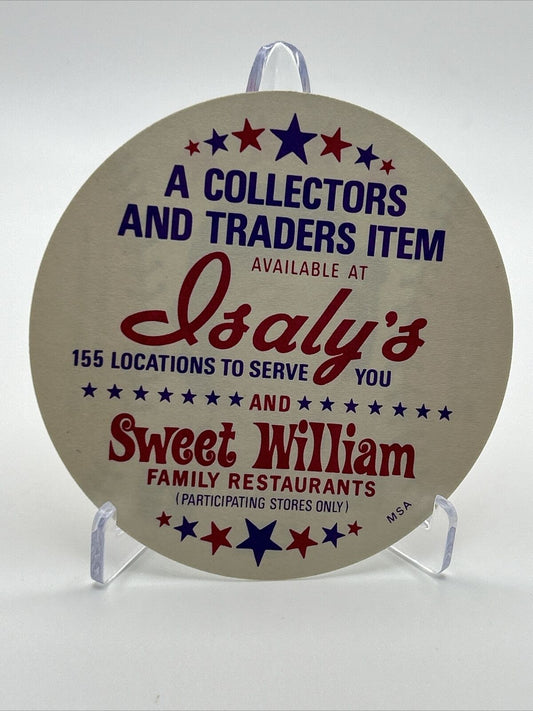 A COLLECTORS
AND TRADERS ITEM
AVAILABLE AT
Isaly's
155 LOCATIONS TO SERVE YOU
AND
Sweet William
FAMILY RESTAURANTS
(PARTICIPATING STORES ONLY)
MSA